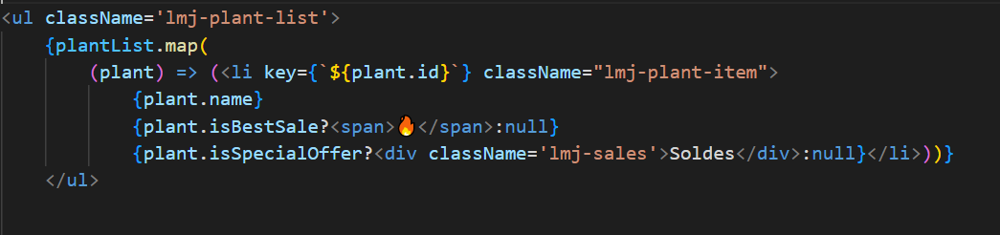 <ul className='lmj-plant-list'>
    {plantList.map(
        (plant) => (<li key={`${plant.id}`} className="lmj-plant-item">
            {plant.name}
            {plant.isBestSale?<span>🔥</span>:null}
            {plant.isSpecialOffer?<div className='lmj-sales'>Soldes</div>:null}</li>))}
    </ul>